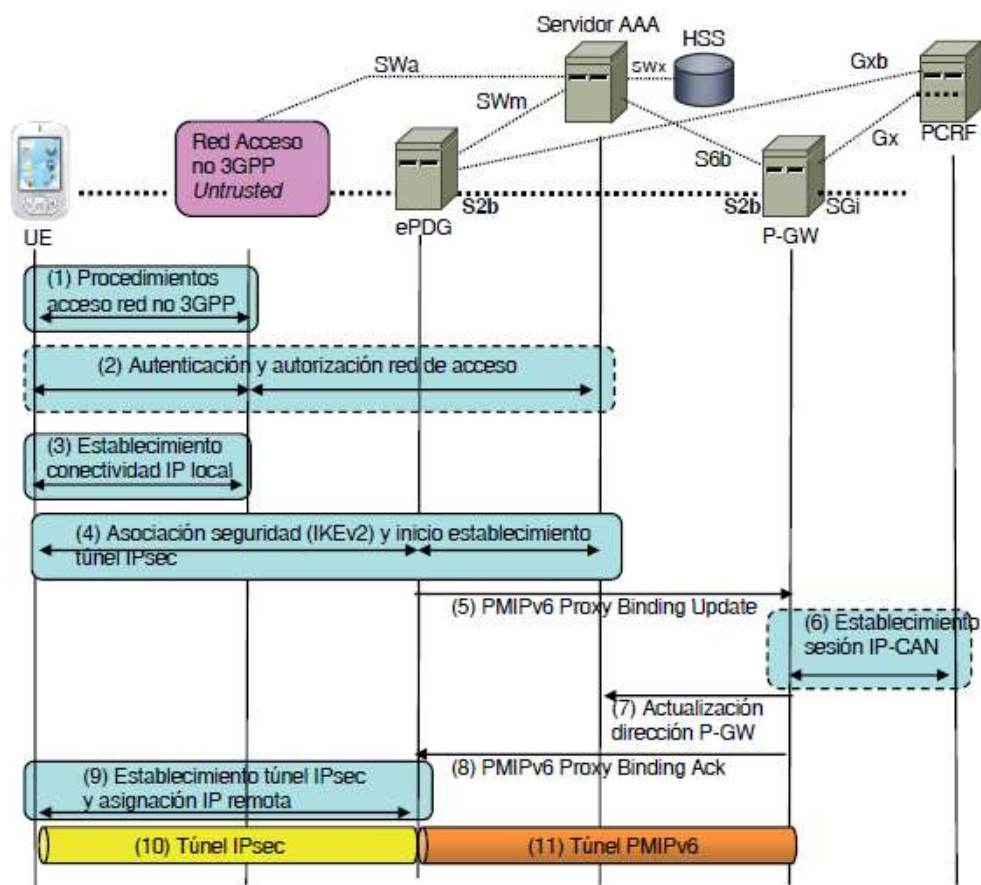 Servidor AAA
HSS
SWa
SWx
Gxb
SWm
Red Acceso
no 3GPP
Untrusted
S6b
Gx
PCRF
S2b
S2b
SGi
UE
ePDG
P-GW
(1) Procedimientos
acceso red no 3GPP
(2) Autenticación y autorización red de acceso
(3) Establecimiento
conectividad IP local
(4) Asociación seguridad (IKEv2) y inicio establecimiento
túnel IPsec
(5) PMIPv6 Proxy Binding Update
(6) Establecimiento
sesión IP-CAN
(7) Actualización
dirección P-GW
(8) PMIPv6 Proxy Binding Ack
(9) Establecimiento túnel IPsec
y asignación IP remota
(10) Túnel IPsec
(11) Túnel PMIPv6